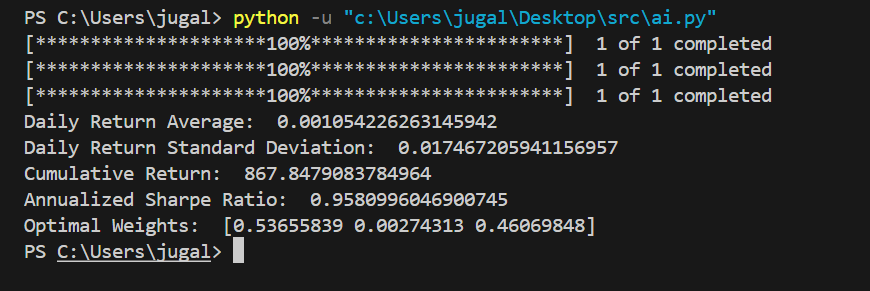 PS C:\Users\jugal> python -u "c:\Users\jugal\Desktop\src\ai.py"
[*********************100%***********************]  1 of 1 completed
[*********************100%***********************]  1 of 1 completed
[*********************100%***********************]  1 of 1 completed
Daily Return Average:  0.001054226263145942
Daily Return Standard Deviation:  0.017467205941156957
Cumulative Return:  867.8479083784964
Annualized Sharpe Ratio:  0.9580996046900745
Optimal Weights:  [0.53655839 0.00274313 0.46069848]
PS C:\Users\jugal>